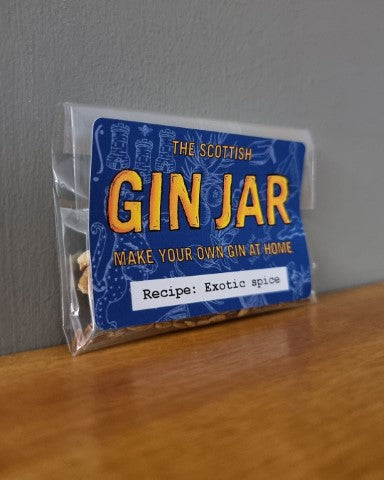 THE SCOTTISH
GIN JAR
MAKE YOUR OWN GIN AT HOME
Recipe: Exotic spice